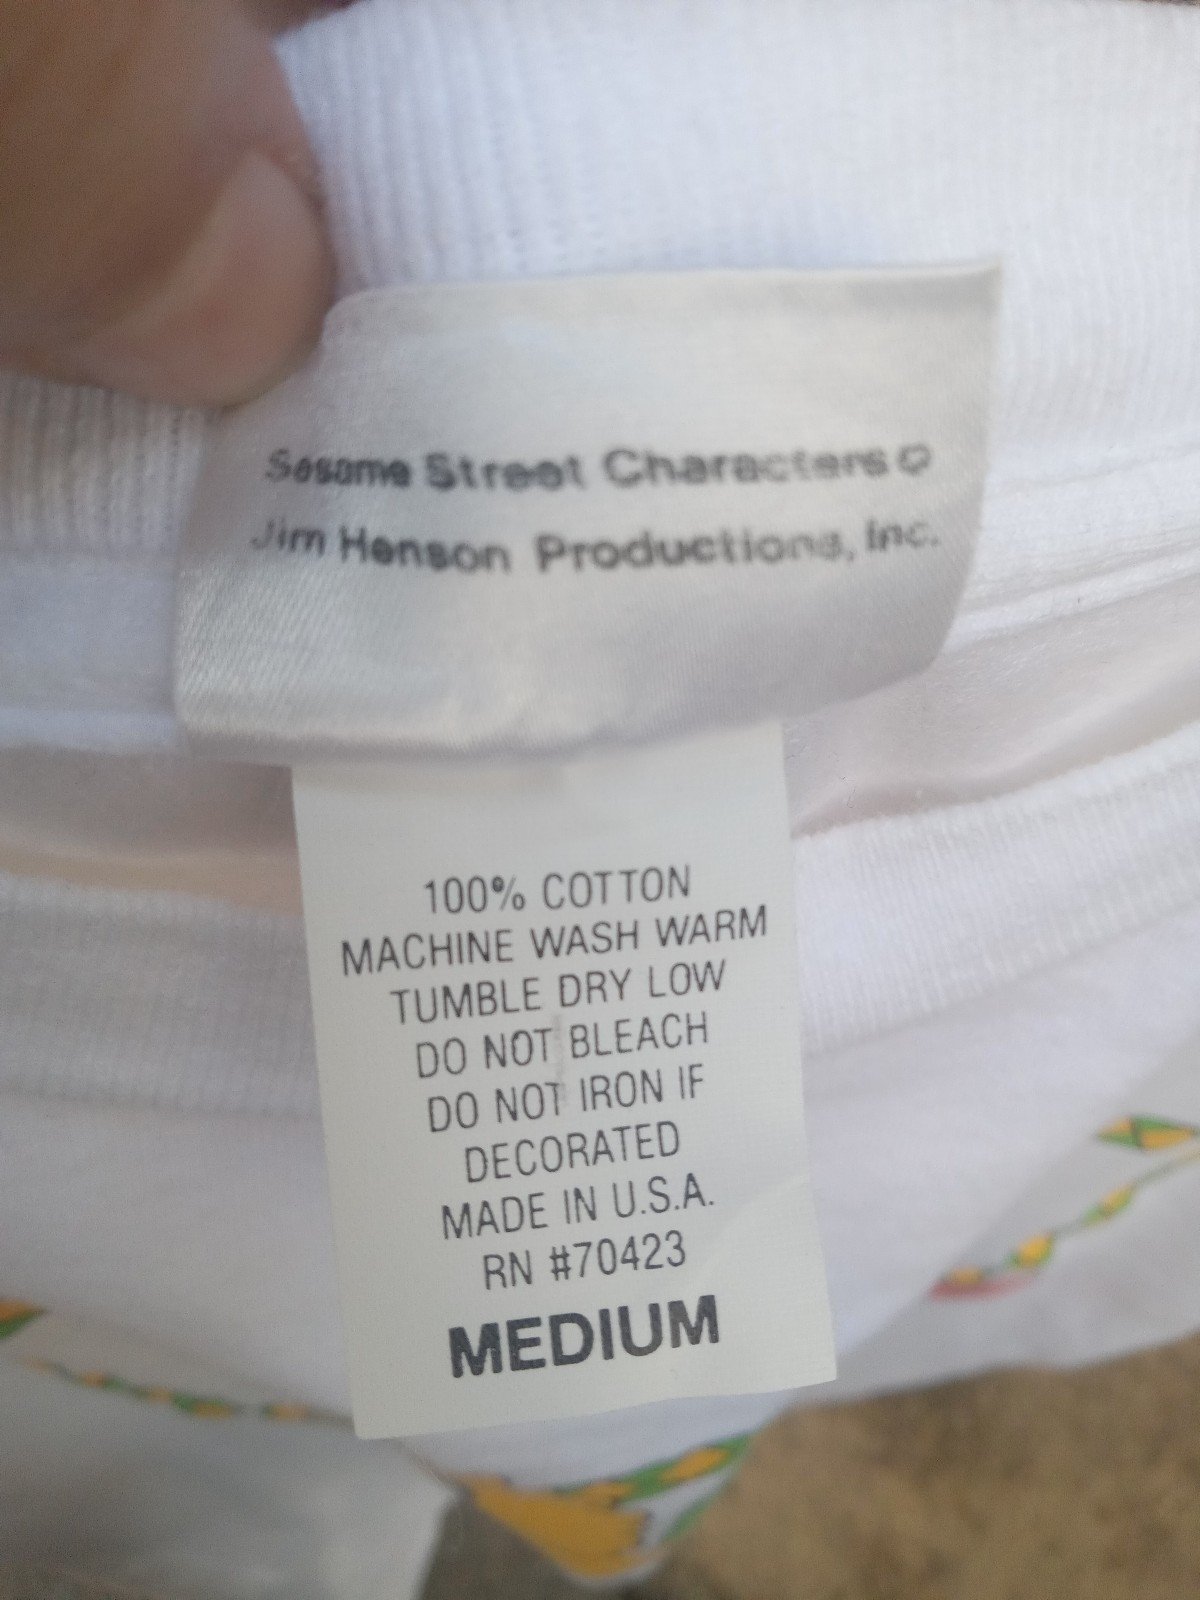 Sesame Street Characters ©
Jim Henson Productions, Inc.
100% COTTON
MACHINE WASH WARM
TUMBLE DRY LOW
DO NOT BLEACH
DO NOT IRON IF
DECORATED
MADE IN U.S.A.
RN #70423
MEDIUM